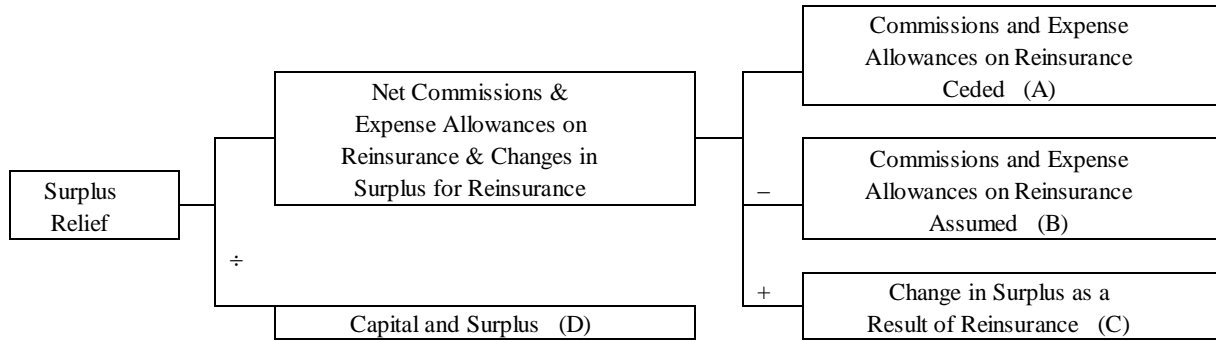 Surplus
Relief
÷
Net Commissions &
Expense Allowances on
Reinsurance & Changes in
Surplus for Reinsurance
Capital and Surplus (D)
Commissions and Expense
Allowances on Reinsurance
Ceded (A)
–
Commissions and Expense
Allowances on Reinsurance
Assumed (B)
+
Change in Surplus as a
Result of Reinsurance (C)